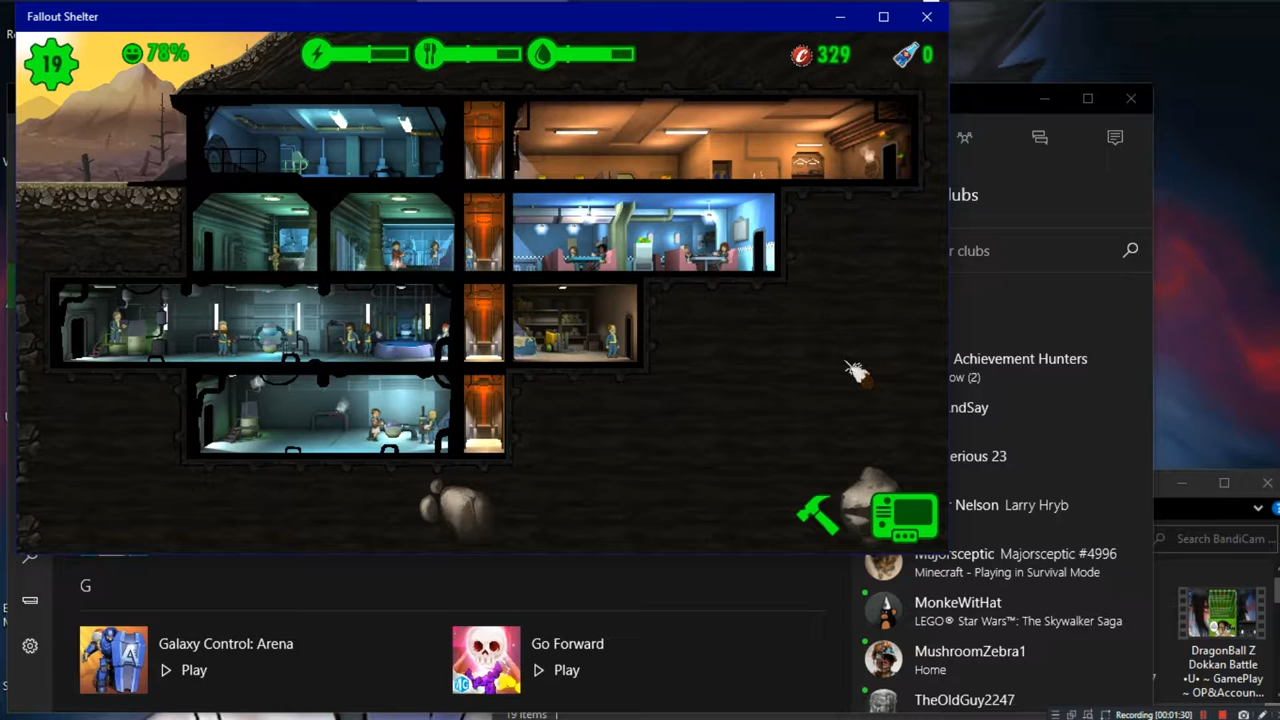 Fallout Shelter
19
78%
329
0
lubs
r clubs
Achievement Hunters
ow (2)
ndSay
erious 23
Nelson Larry Hryb
Majorsceptic Majorsceptic #4996
Minecraft - Playing in Survival Mode
MonkeWitHat
LEGO® Star Wars™: The Skywalker Saga
MushroomZebra1
Home
TheOldGuy2247
G
Galaxy Control: Arena
Play
Go Forward
Play
Search BandiCam ...
DragonBall Z
Dokkan Battle
•U• ~ GamePlay
~ OP&Accoun...
19 items
Recording [00:01:30]